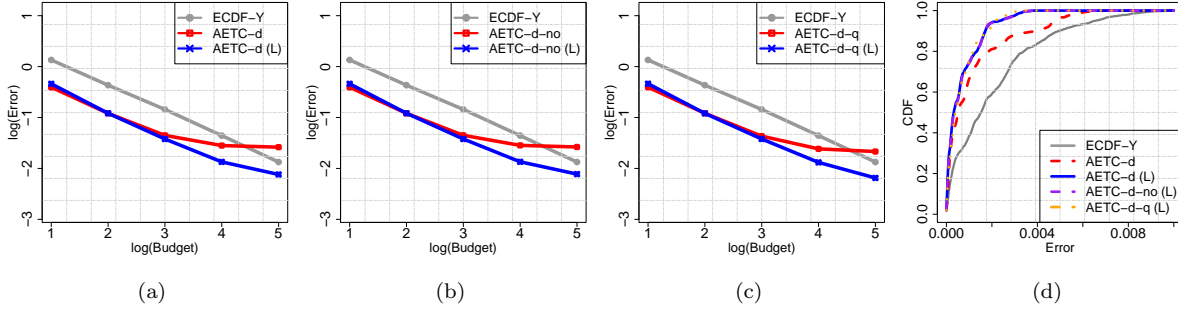 ECDF−Y
AETC−d
AETC−d (L)
log(Error)
1
0
−1
−2
−3
1 2 3 4 5
log(Budget)
(a)
ECDF−Y
AETC−d−no
AETC−d−no (L)
log(Error)
1
0
−1
−2
−3
1 2 3 4 5
log(Budget)
(b)
ECDF−Y
AETC−d−q
AETC−d−q (L)
log(Error)
1
0
−1
−2
−3
1 2 3 4 5
log(Budget)
(c)
CDF
1.0
0.8
0.6
0.4
0.2
0.0
ECDF−Y
AETC−d
AETC−d (L)
AETC−d−no (L)
AETC−d−q (L)
0.000 0.004 0.008
Error
(d)